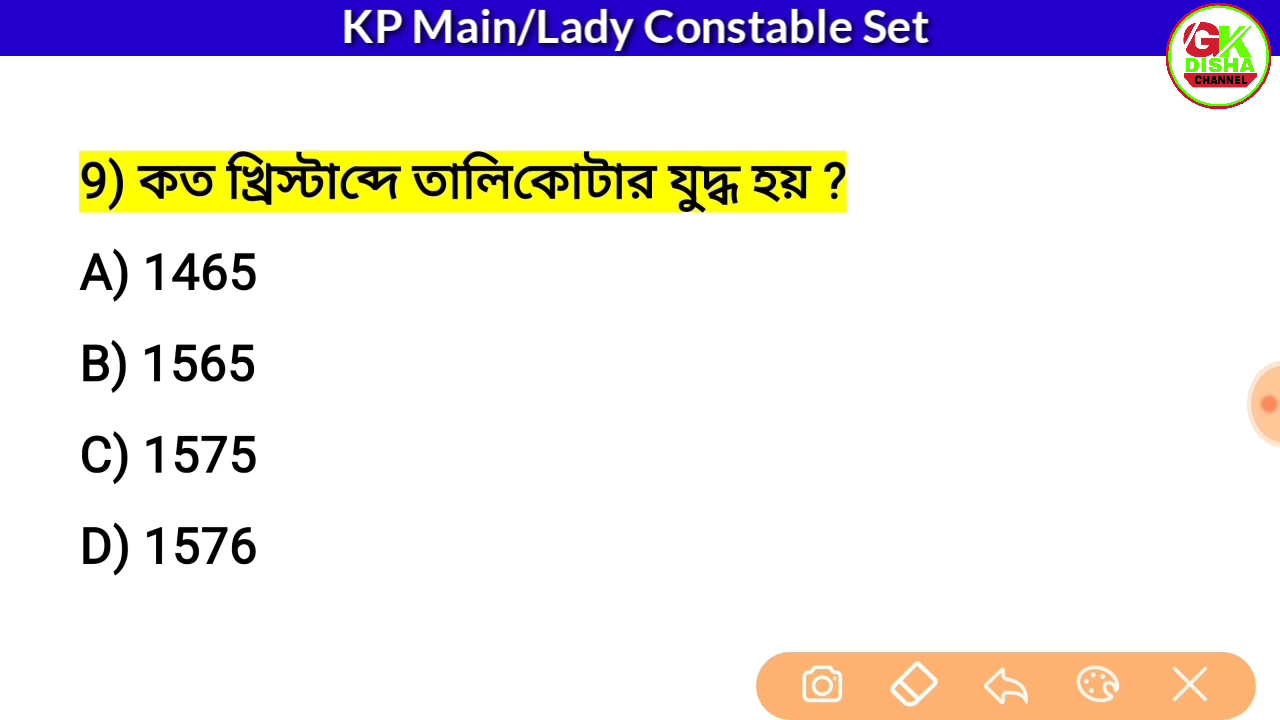 KP Main/Lady Constable Set
GK
DISHA
CHANNEL
9) কত খ্রিস্টাব্দে তালিকোটার যুদ্ধ হয় ?
A) 1465
B) 1565
C) 1575
D) 1576